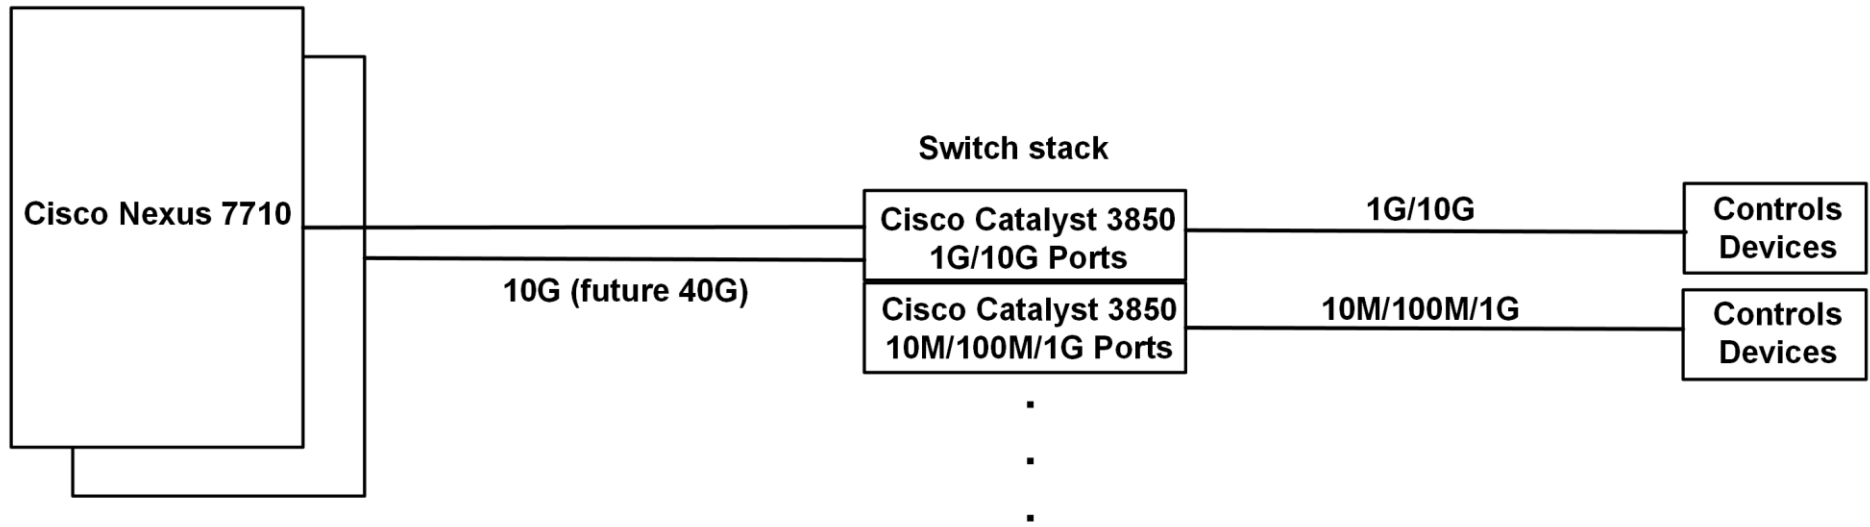 Switch stack
Cisco Nexus 7710
Cisco Catalyst 3850
1G/10G Ports
1G/10G
Controls
Devices
10G (future 40G)
Cisco Catalyst 3850
10M/100M/1G Ports
10M/100M/1G
Controls
Devices
.
.
.